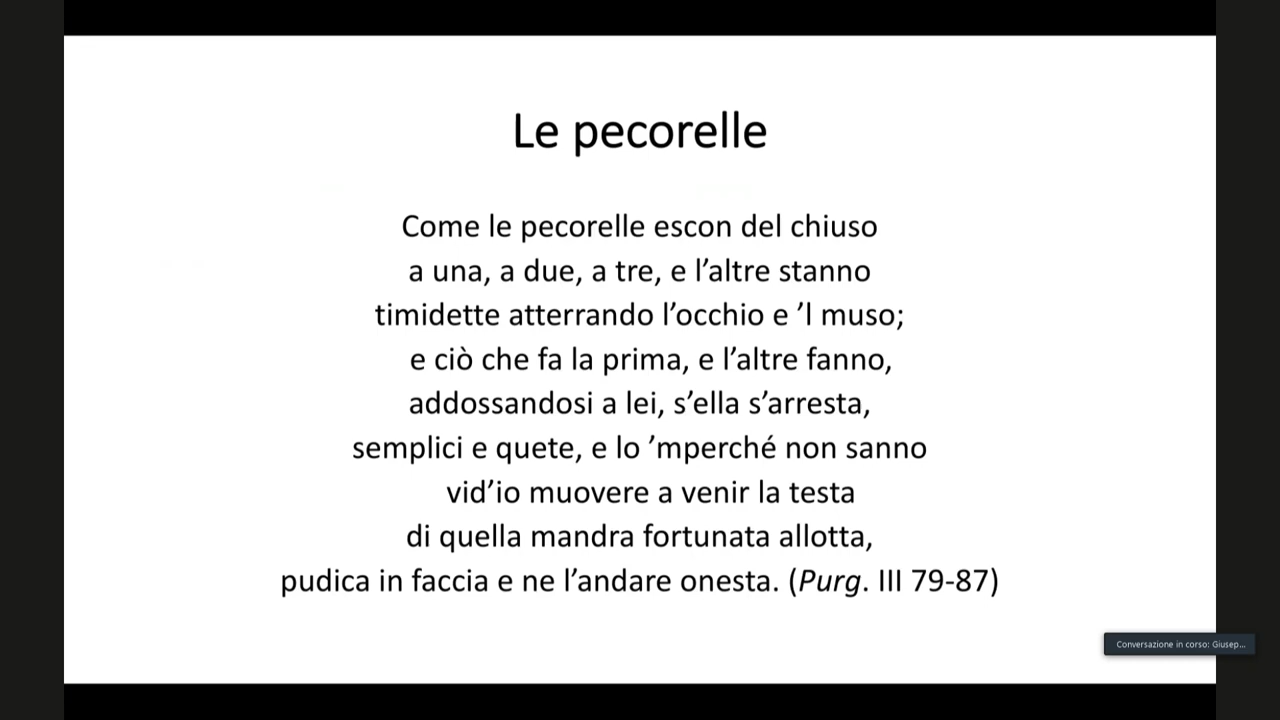 Le pecorelle
Come le pecorelle escon del chiuso
a una, a due, a tre, e l’altre stanno
timidette atterrando l’occhio e ’l muso;
e ciò che fa la prima, e l’altre fanno,
addossandosi a lei, s’ella s’arresta,
semplici e quete, e lo ’mperché non sanno
vid’io muovere a venir la testa
di quella mandra fortunata allotta,
pudica in faccia e ne l’andare onesta. (Purg. III 79-87)
Conversazione in corso: Giusep...